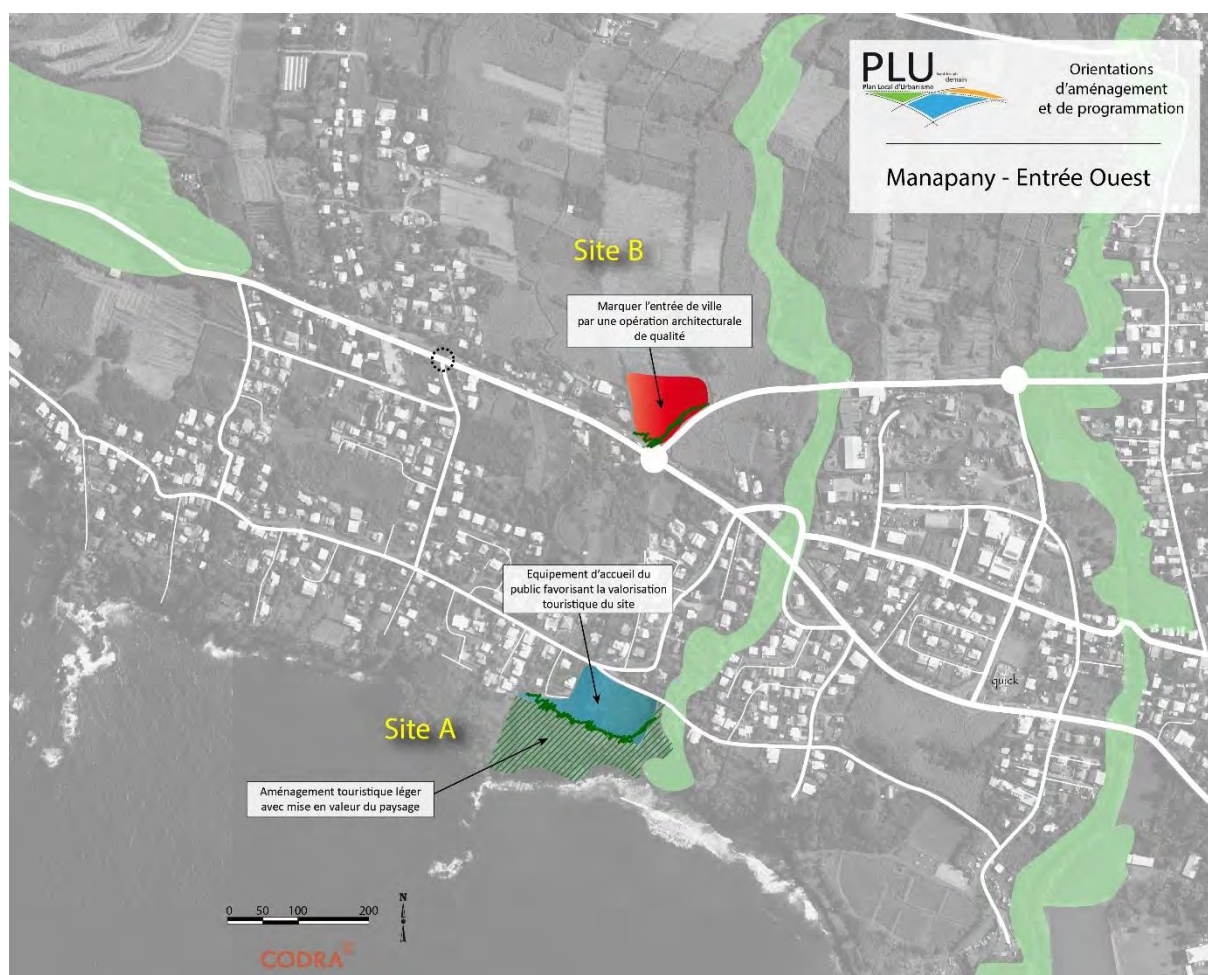 PLU
demain
Plan Local d'Urbanisme
Orientations
d'aménagement
et de programmation
Manapany - Entrée Ouest
Site B
Marquer l'entrée de ville
par une opération architecturale
de qualité
Equipement d'accueil du
public favorisant la valorisation
touristique du site
quick
Site A
Aménagement touristique léger
avec mise en valeur du paysage
0 50 100 200
N
CODRA